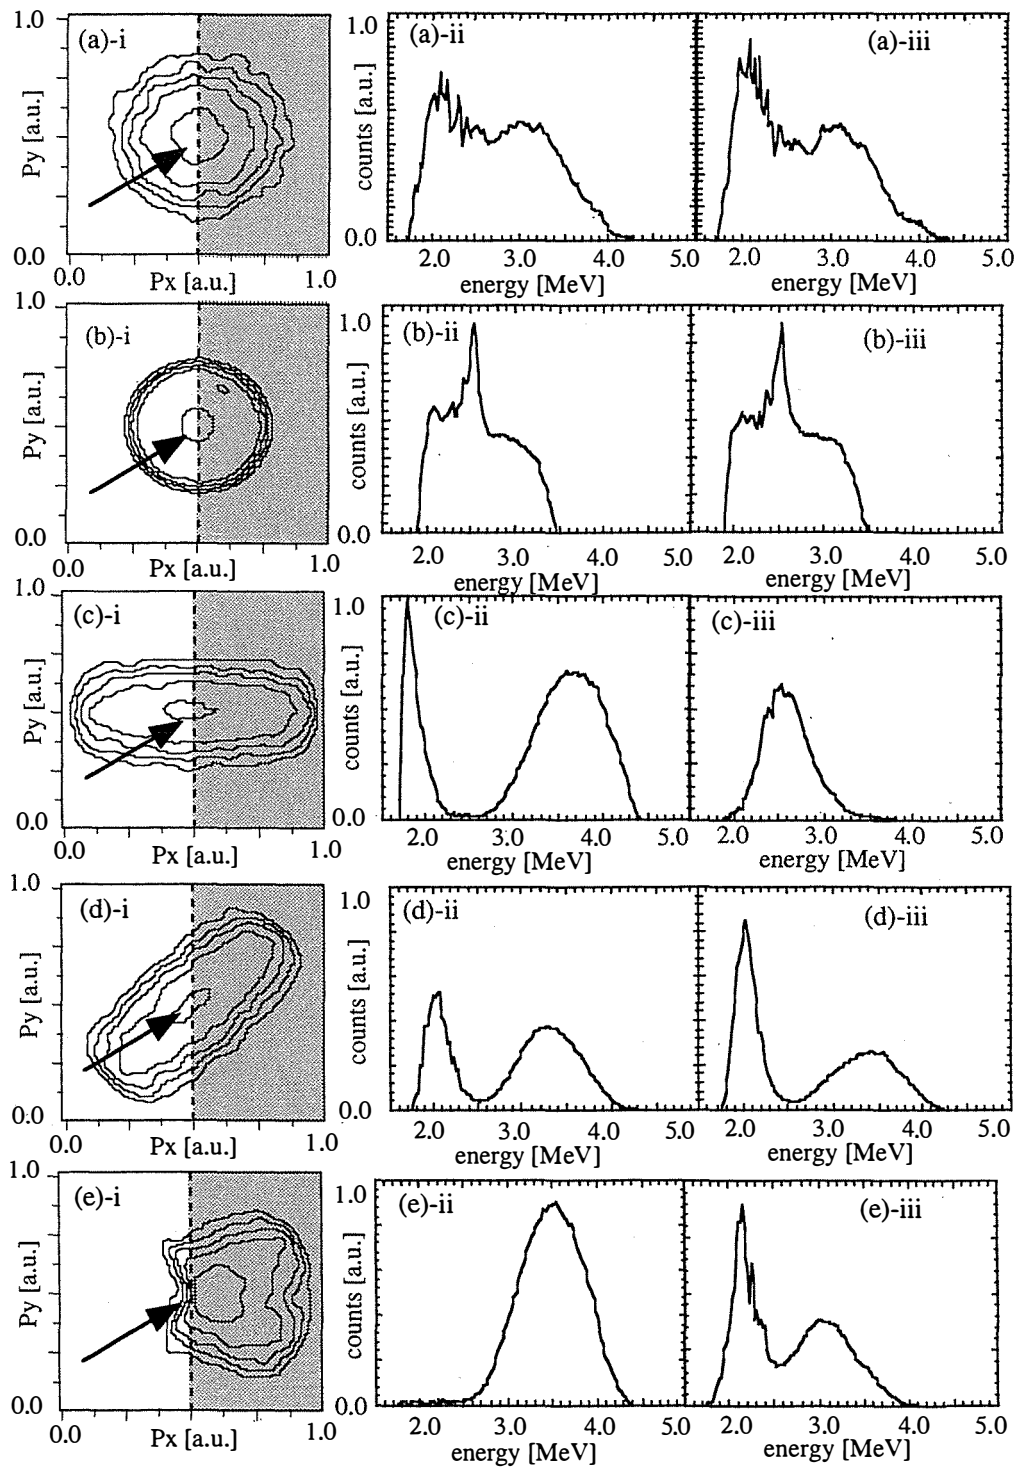 1.0 (a)-i
Py [a.u.]
0.0
0.0 Px [a.u.] 1.0
1.0 (a)-ii (a)-iii
counts [a.u.]
0.0
2.0 3.0 4.0 5.0 2.0 3.0 4.0 5.0
energy [MeV] energy [MeV]
1.0 (b)-i
Py [a.u.]
0.0
0.0 Px [a.u.] 1.0
1.0 (b)-ii (b)-iii
counts [a.u.]
0.0
2.0 3.0 4.0 5.0 2.0 3.0 4.0 5.0
energy [MeV] energy [MeV]
1.0 (c)-i
Py [a.u.]
0.0
0.0 Px [a.u.] 1.0
1.0 (c)-ii (c)-iii
counts [a.u.]
0.0
2.0 3.0 4.0 5.0 2.0 3.0 4.0 5.0
energy [MeV] energy [MeV]
1.0 (d)-i
Py [a.u.]
0.0
0.0 Px [a.u.] 1.0
1.0 (d)-ii (d)-iii
counts [a.u.]
0.0
2.0 3.0 4.0 5.0 2.0 3.0 4.0 5.0
energy [MeV] energy [MeV]
1.0 (e)-i
Py [a.u.]
0.0
0.0 Px [a.u.] 1.0
1.0 (e)-ii (e)-iii
counts [a.u.]
0.0
2.0 3.0 4.0 5.0 2.0 3.0 4.0 5.0
energy [MeV] energy [MeV]